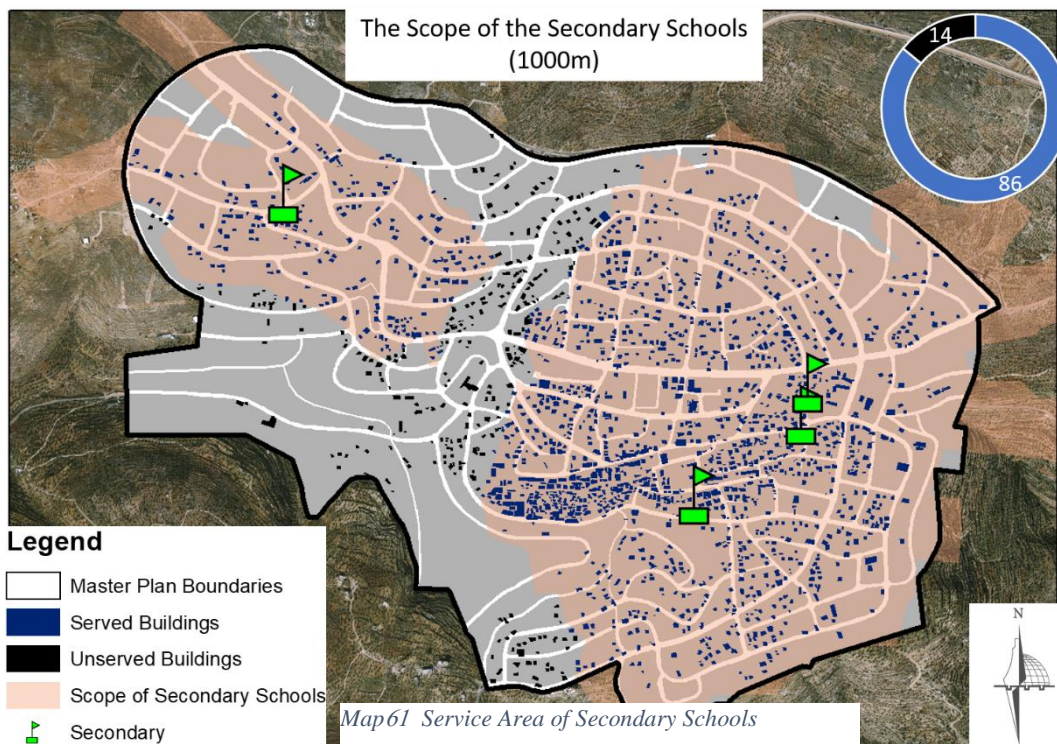 The Scope of the Secondary Schools
(1000m)
14
86
Legend
Master Plan Boundaries
Served Buildings
Unserved Buildings
Scope of Secondary Schools
Secondary
N
Map61 Service Area of Secondary Schools